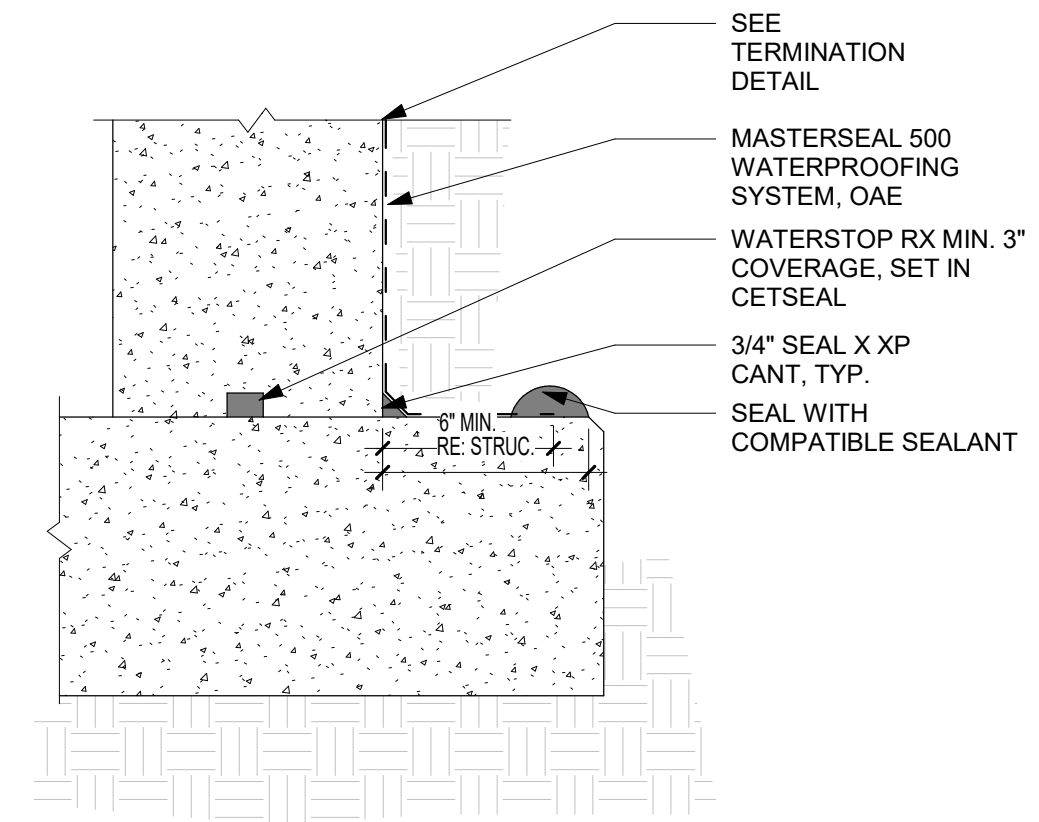 SEE
TERMINATION
DETAIL
MASTERSEAL 500
WATERPROOFING
SYSTEM, OAE
WATERSTOP RX MIN. 3"
COVERAGE, SET IN
CETSEAL
3/4" SEAL X XP
CANT, TYP.
SEAL WITH
COMPATIBLE SEALANT
6" MIN.
RE: STRUC.